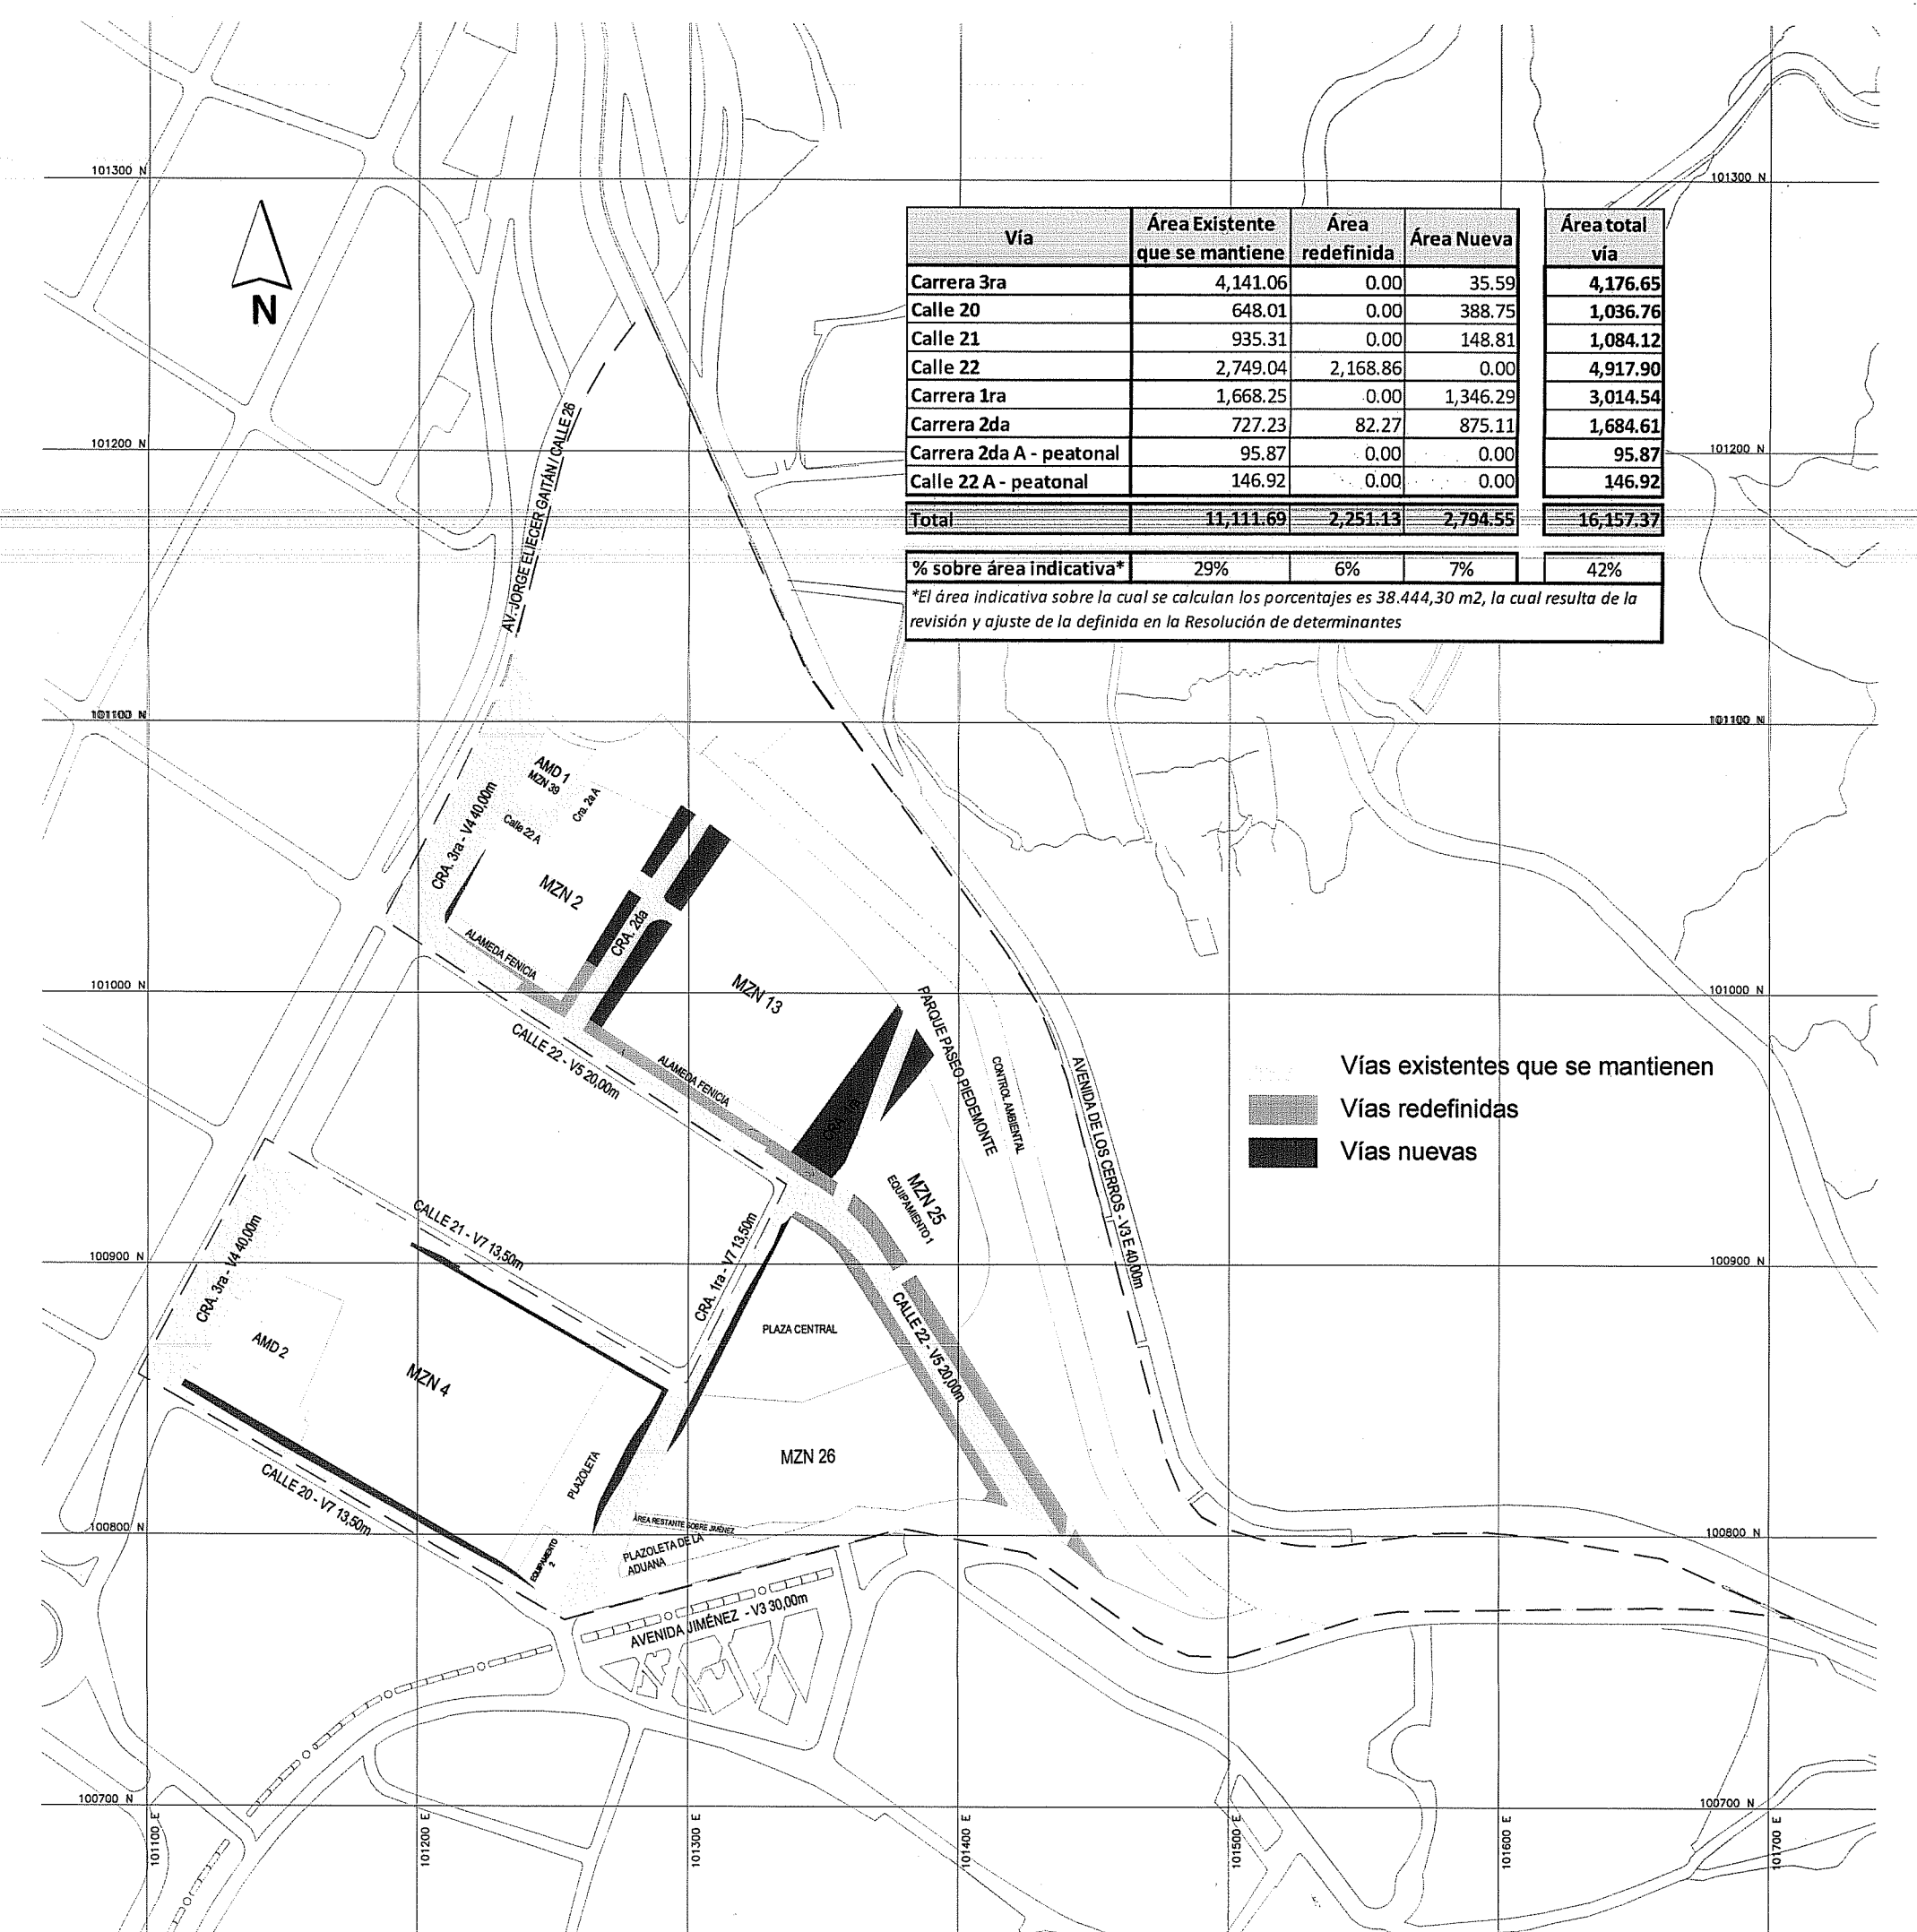 101300 N
101300 N
N
Vía Área Existente que se mantiene Área redefinida Área Nueva Área total vía
Carrera 3ra 4,141.06 0.00 35.59 4,176.65
Calle 20 648.01 0.00 388.75 1,036.76
Calle 21 935.31 0.00 148.81 1,084.12
Calle 22 2,749.04 2,168.86 0.00 4,917.90
Carrera 1ra 1,668.25 0.00 1,346.29 3,014.54
Carrera 2da 727.23 82.27 875.11 1,684.61
Carrera 2da A - peatonal 95.87 0.00 0.00 95.87
Calle 22 A - peatonal 146.92 0.00 0.00 146.92
Total 11,111.69 2,251.13 2,794.55 16,157.37
% sobre área indicativa* 29% 6% 7% 42%
*El área indicativa sobre la cual se calculan los porcentajes es 38.444,30 m2, la cual resulta de la
revisión y ajuste de la definida en la Resolución de determinantes
101200 N
101200 N
AV. JORGE ELIECER GAITÁN / CALLE 26
101100 N
101100 N
AMD 1
MZN 39
Cra. 2a A
Calle 22 A
CRA. 3ra - V4 40,00m
MZN 2
CRA. 2da
ALAMEDA FENICIA
MZN 13
101000 N
101000 N
CALLE 22 - V5 20,00m
ALAMEDA FENICIA
PARQUE PASEO PIEDEMONTE
CONTROL AMBIENTAL
AVENIDA DE LOS CERROS - V3 E 40,00m
CRA. 1ra
Vías existentes que se mantienen
Vías redefinidas
Vías nuevas
MZN 25
EQUIPAMIENTO 1
CALLE 21 - V7 13,50m
CRA. 3ra - V4 40,00m
CRA. 1ra - V7 13,50m
100900 N
100900 N
CALLE 22 - V5 20,00m
PLAZA CENTRAL
AMD 2
MZN 4
MZN 26
PLAZOLETA
CALLE 20 - V7 13,50m
ÁREA RESTANTE SOBRE JIMÉNEZ
100800 N
100800 N
PLAZOLETA DE LA
ADUANA
EQUIPAMIENTO
2
AVENIDA JIMÉNEZ - V3 30,00m
100700 N
100700 N
101100 E
101200 E
101300 E
101400 E
101500 E
101600 E
101700 E